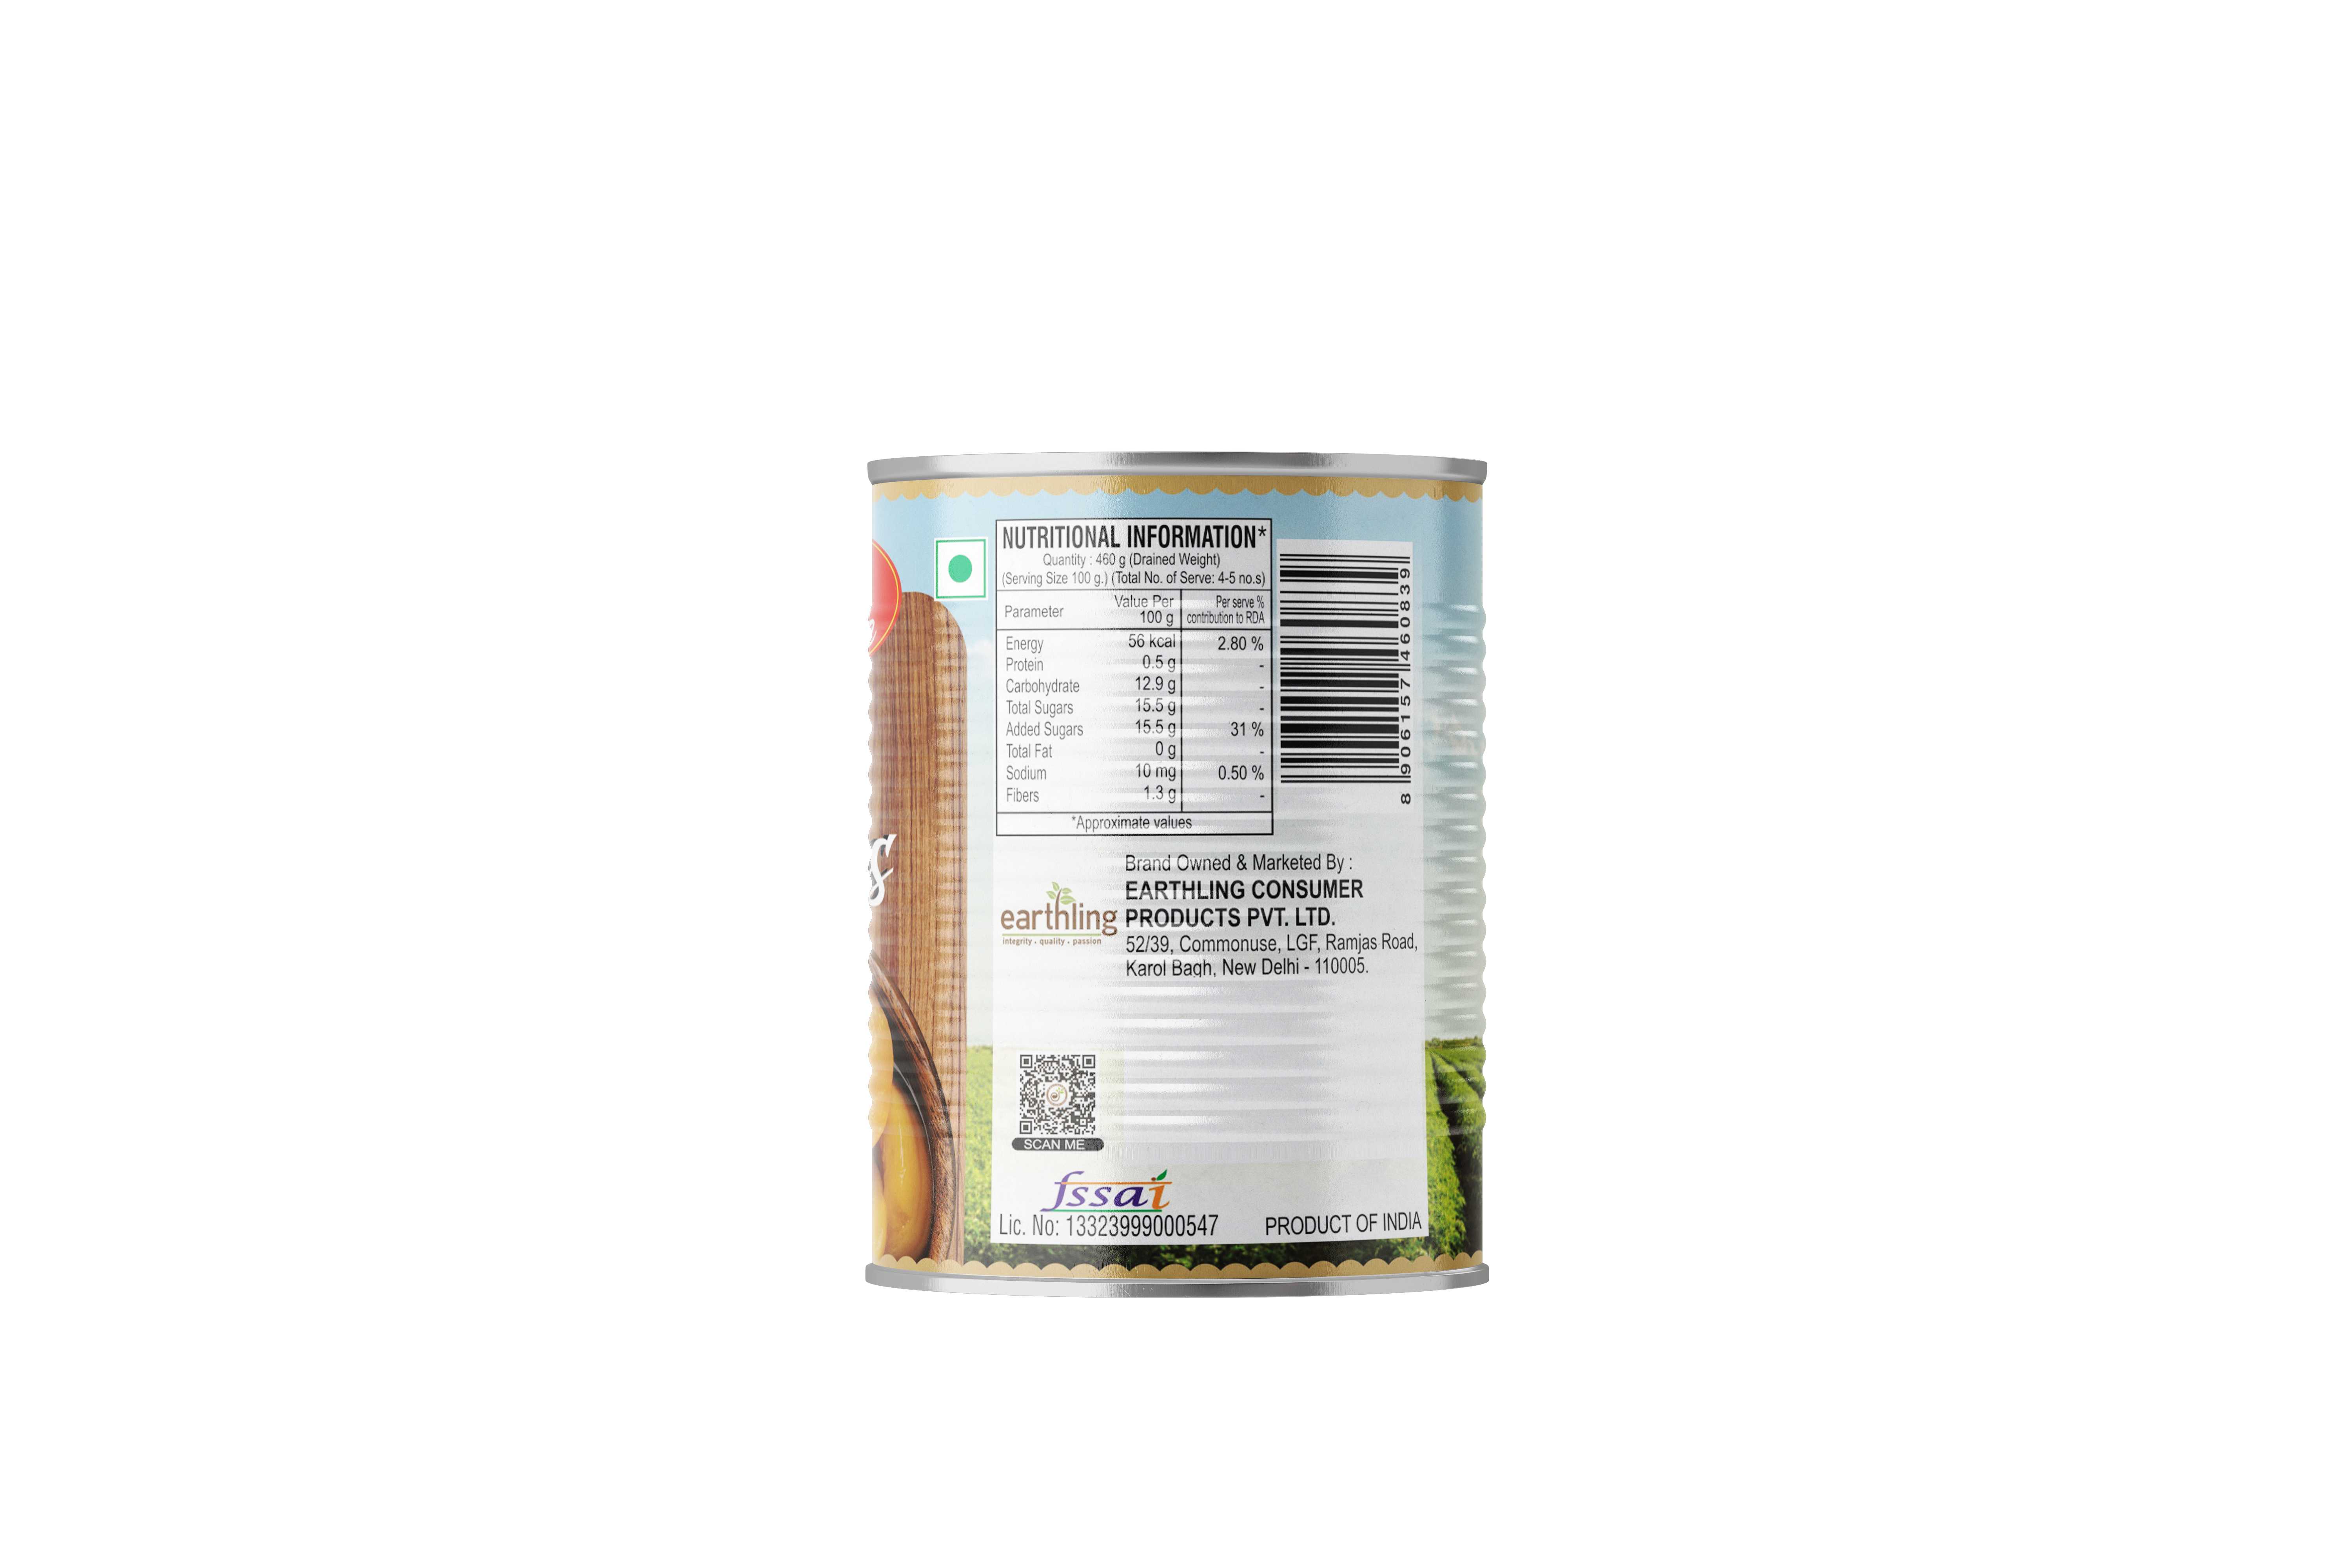 NUTRITIONAL INFORMATION*
Quantity : 460 g (Drained Weight)
(Serving Size 100 g.) (Total No. of Serve: 4-5 no.s)
Parameter Value Per 100 g Per serve % contribution to RDA
Energy 56 kcal 2.80 %
Protein 0.5 g -
Carbohydrate 12.9 g -
Total Sugars 15.5 g -
Added Sugars 15.5 g 31 %
Total Fat 0 g -
Sodium 10 mg 0.50 %
Fibers 1.3 g -
*Approximate values
8 906157 460839
Brand Owned & Marketed By :
EARTHLING CONSUMER
PRODUCTS PVT. LTD.
52/39, Commonuse, LGF, Ramjas Road,
Karol Bagh, New Delhi - 110005.
earthling
integrity . quality . passion
SCAN ME
fssai
Lic. No: 13323999000547
PRODUCT OF INDIA